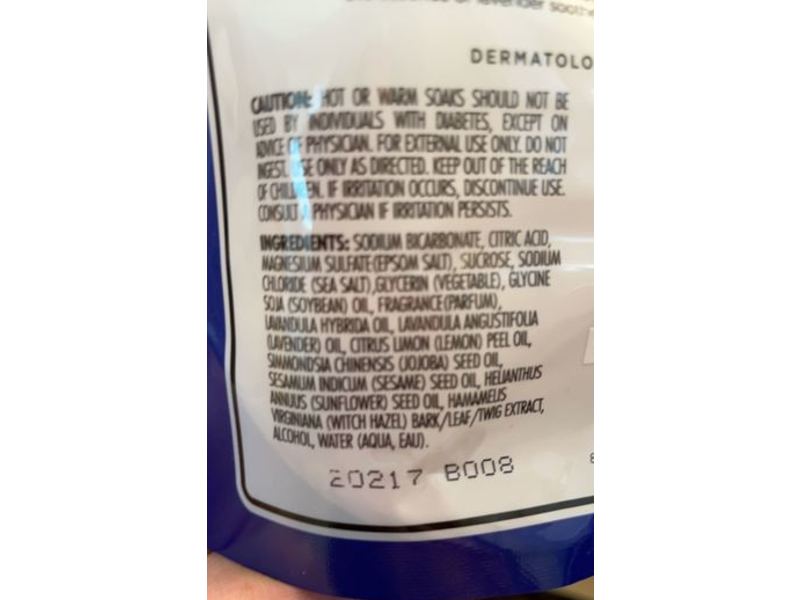 of lavender soothe
DERMATOLO
CAUTION: HOT OR WARM SOAKS SHOULD NOT BE
USED BY INDIVIDUALS WITH DIABETES, EXCEPT ON
ADVICE OF PHYSICIAN. FOR EXTERNAL USE ONLY. DO NOT
INGEST. USE ONLY AS DIRECTED. KEEP OUT OF THE REACH
OF CHILDREN. IF IRRITATION OCCURS, DISCONTINUE USE.
CONSULT A PHYSICIAN IF IRRITATION PERSISTS.
INGREDIENTS: SODIUM BICARBONATE, CITRIC ACID,
MAGNESIUM SULFATE(EPSOM SALT), SUCROSE, SODIUM
CHLORIDE (SEA SALT),GLYCERIN (VEGETABLE), GLYCINE
SOJA (SOYBEAN) OIL, FRAGRANCE(PARFUM),
LAVANDULA HYBRIDA OIL, LAVANDULA ANGUSTIFOLIA
(LAVENDER) OIL, CITRUS LIMON (LEMON) PEEL OIL,
SIMMONDSIA CHINENSIS (JOJOBA) SEED OIL,
SESAMUM INDICUM (SESAME) SEED OIL, HELIANTHUS
ANNUUS (SUNFLOWER) SEED OIL, HAMAMELIS
VIRGINIANA (WITCH HAZEL) BARK/LEAF/TWIG EXTRACT,
ALCOHOL, WATER (AQUA, EAU).
20217 B008